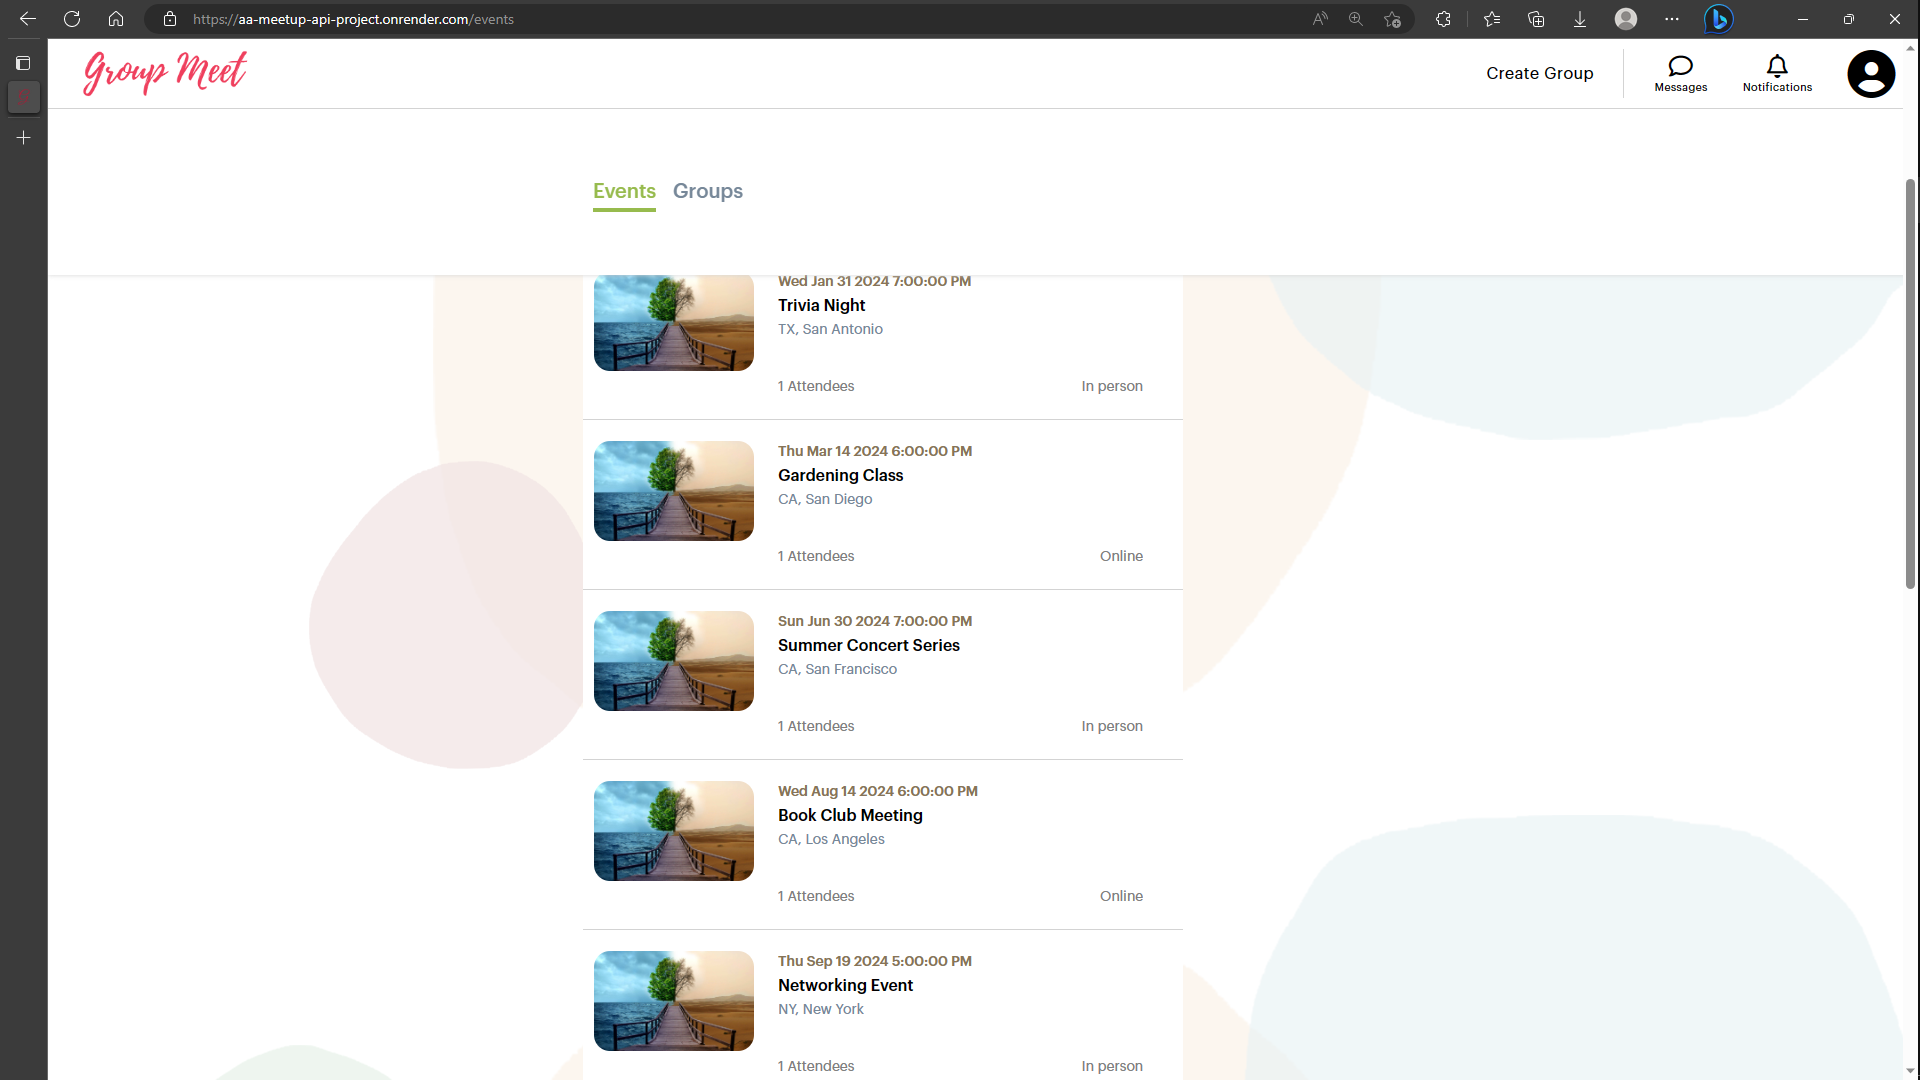 https://aa-meetup-api-project.onrender.com/events
Group Meet
Create Group
Messages
Notifications
Events Groups
Wed Jan 31 2024 7:00:00 PM
Trivia Night
TX, San Antonio
1 Attendees In person
Thu Mar 14 2024 6:00:00 PM
Gardening Class
CA, San Diego
1 Attendees Online
Sun Jun 30 2024 7:00:00 PM
Summer Concert Series
CA, San Francisco
1 Attendees In person
Wed Aug 14 2024 6:00:00 PM
Book Club Meeting
CA, Los Angeles
1 Attendees Online
Thu Sep 19 2024 5:00:00 PM
Networking Event
NY, New York
1 Attendees In person